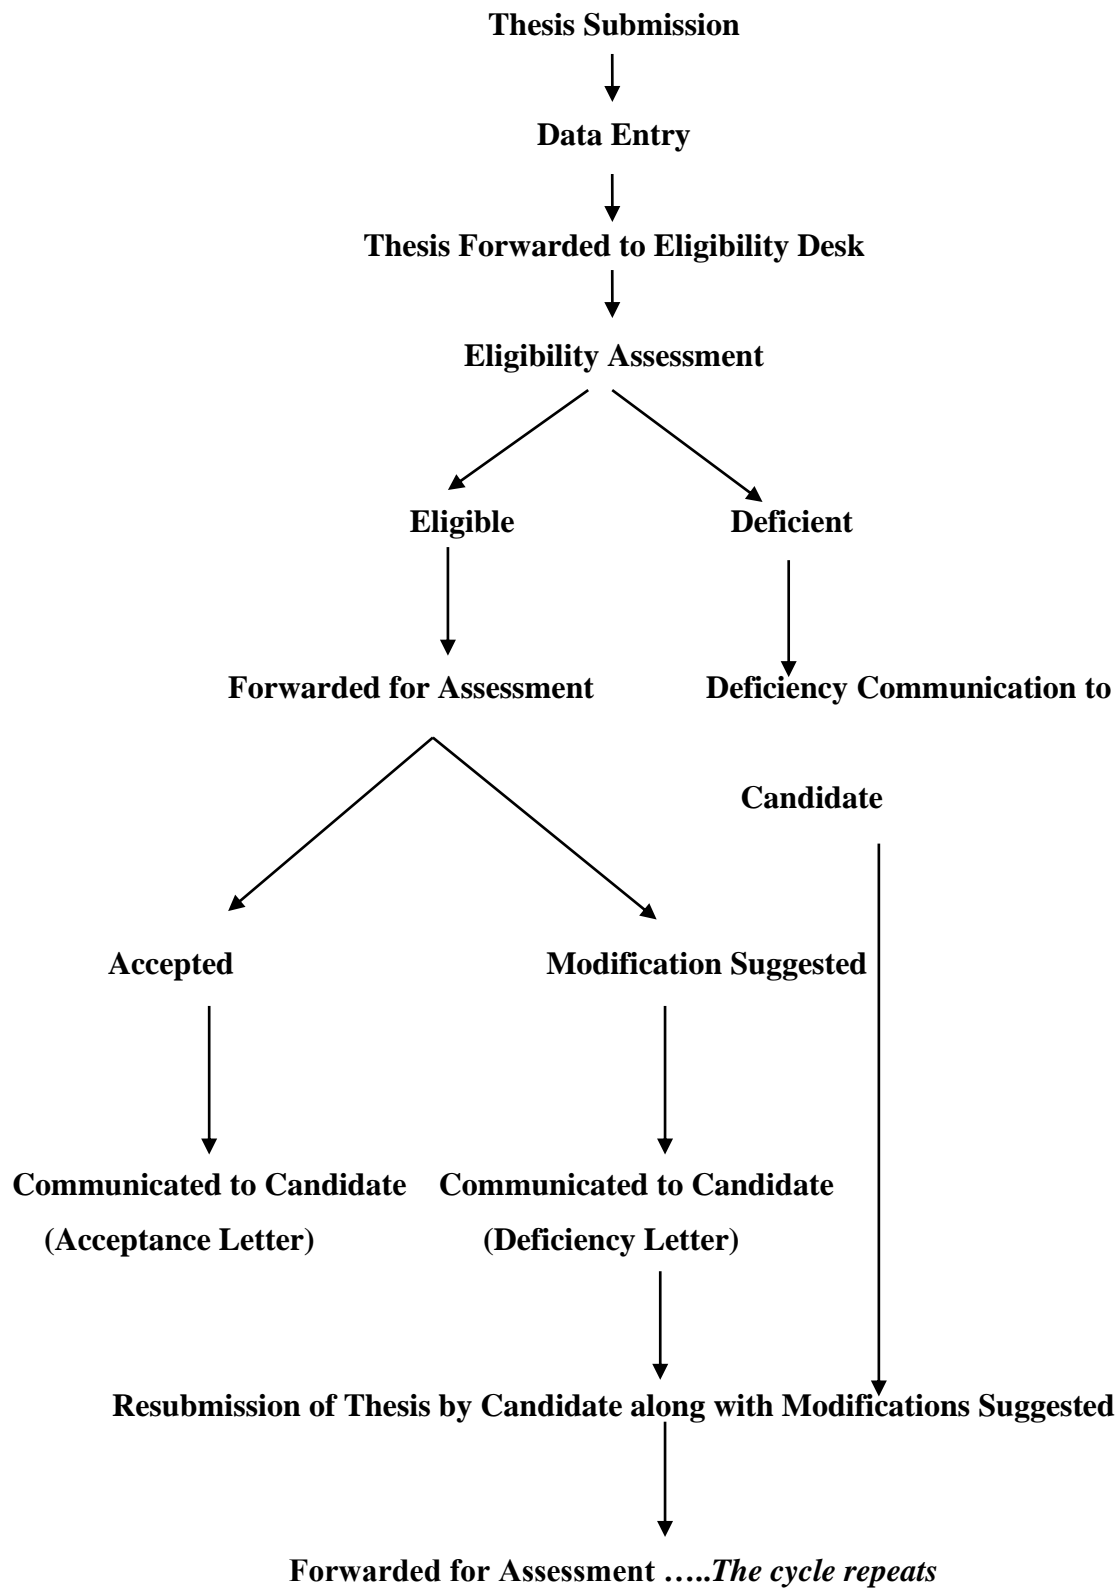 Thesis Submission
Data Entry
Thesis Forwarded to Eligibility Desk
Eligibility Assessment
Eligible
Deficient
Forwarded for Assessment
Deficiency Communication to
Candidate
Accepted
Modification Suggested
Communicated to Candidate
(Acceptance Letter)
Communicated to Candidate
(Deficiency Letter)
Resubmission of Thesis by Candidate along with Modifications Suggested
Forwarded for Assessment …..The cycle repeats